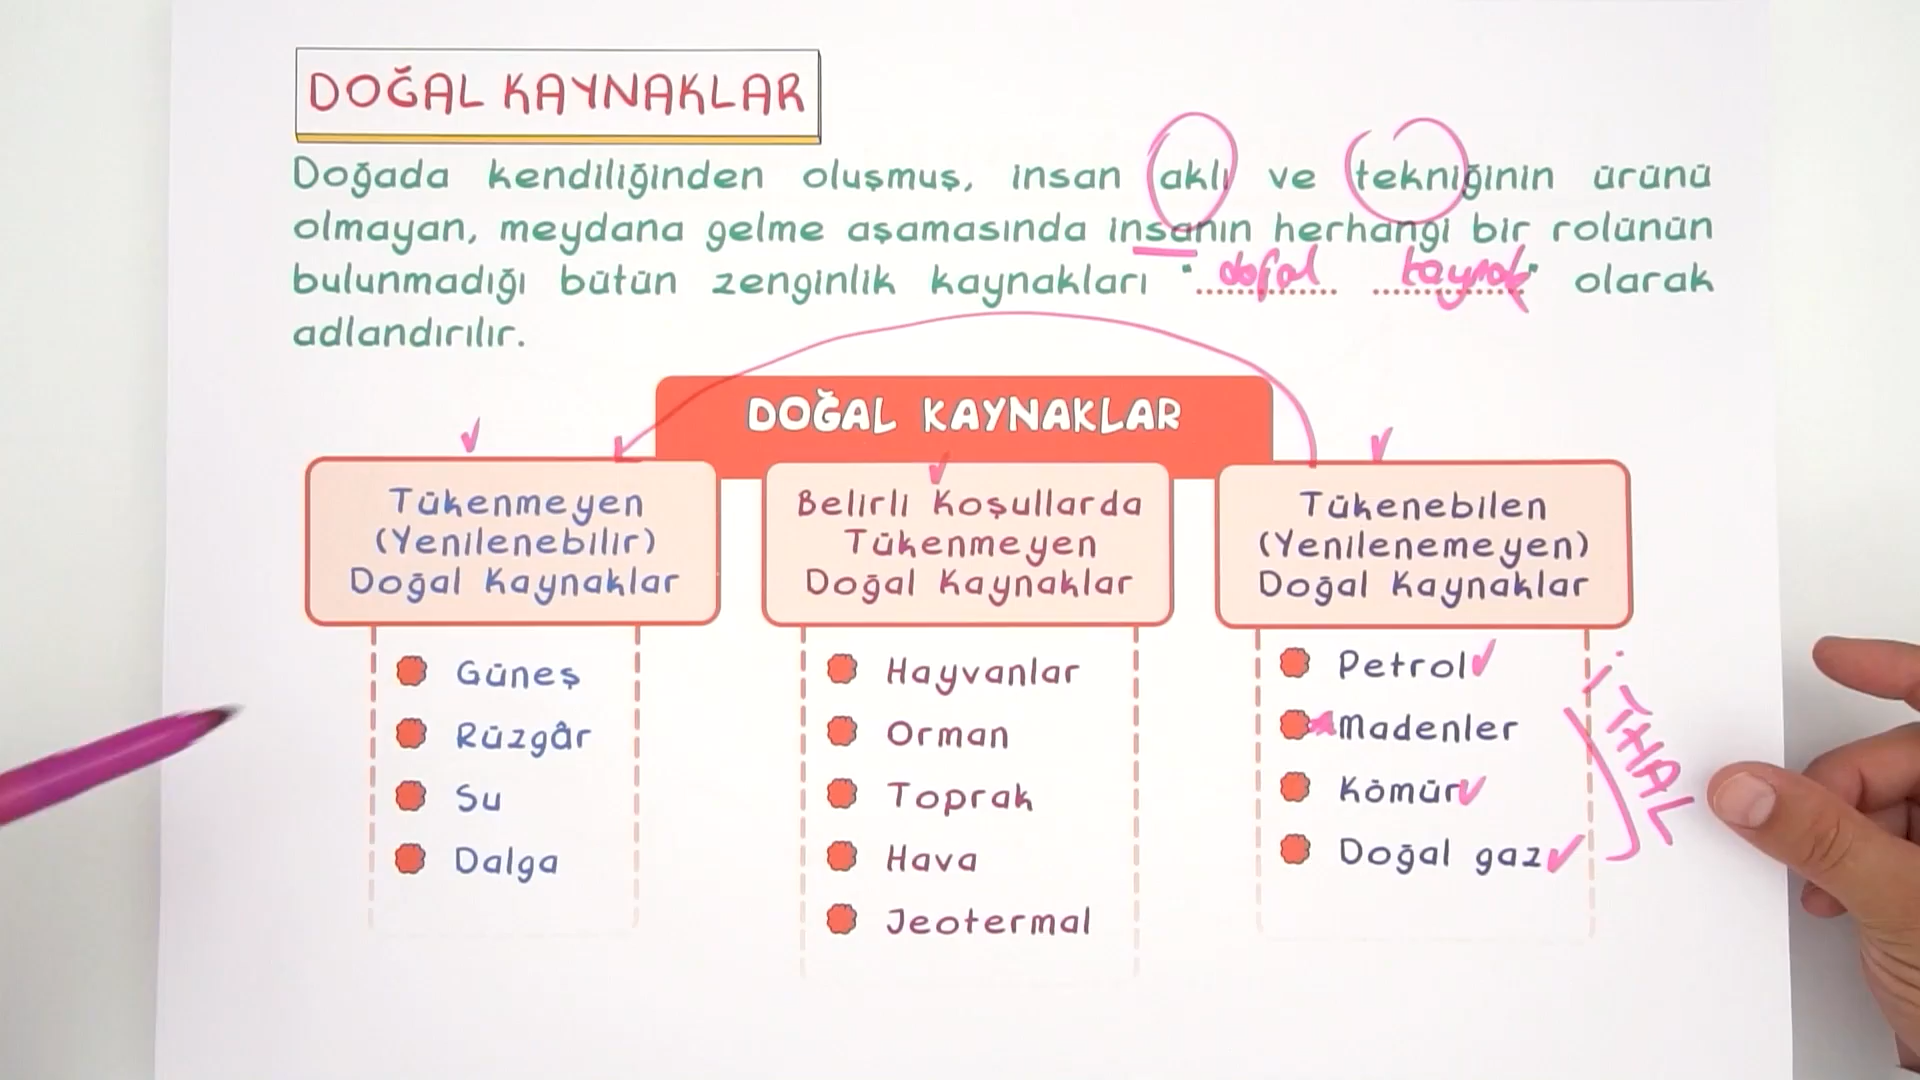 DOĞAL KAYNAKLAR
Doğada kendiliğinden oluşmuş, insan aklı ve tekniğinin ürünü
olmayan, meydana gelme aşamasında insanın herhangi bir rolünün
bulunmadığı bütün zenginlik kaynakları "doğal kaynak" olarak
adlandırılır.
DOĞAL KAYNAKLAR
Tükenmeyen
(Yenilenebilir)
Doğal Kaynaklar
Güneş
Rüzgâr
Su
Dalga
Belirli Koşullarda
Tükenmeyen
Doğal Kaynaklar
Hayvanlar
Orman
Toprak
Hava
Jeotermal
Tükenebilen
(Yenilenemeyen)
Doğal Kaynaklar
Petrol
Madenler
Kömür
Doğal gaz
İTHAL